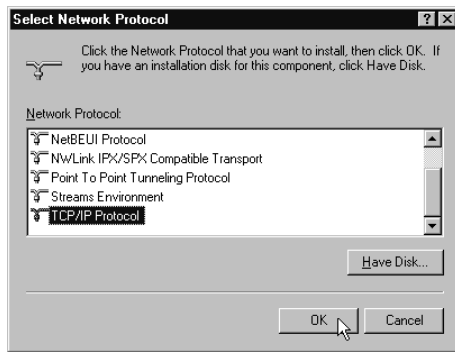 Select Network Protocol
Click the Network Protocol that you want to install, then click OK. If
you have an installation disk for this component, click Have Disk.
Network Protocol:
NetBEUI Protocol
NWLink IPX/SPX Compatible Transport
Point To Point Tunneling Protocol
Streams Environment
TCP/IP Protocol
Have Disk...
OK
Cancel